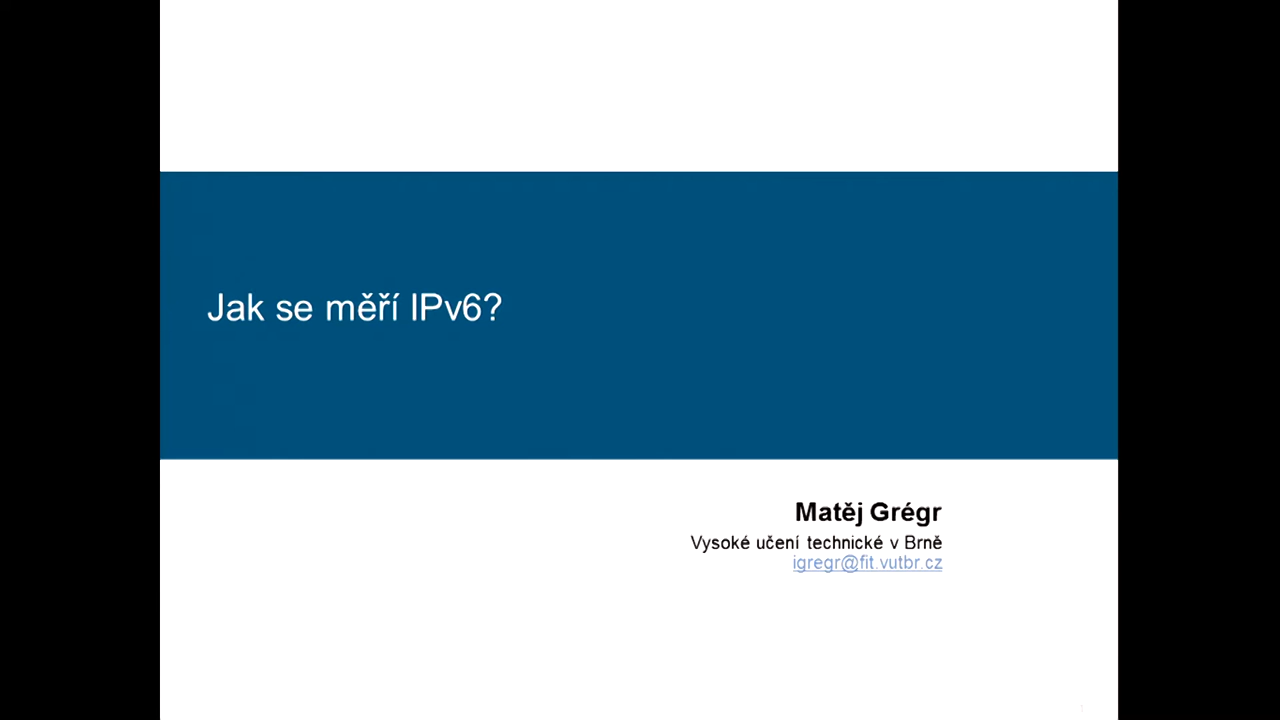 Jak se měří IPv6?
Matěj Grégr
Vysoké učení technické v Brně
igregr@fit.vutbr.cz